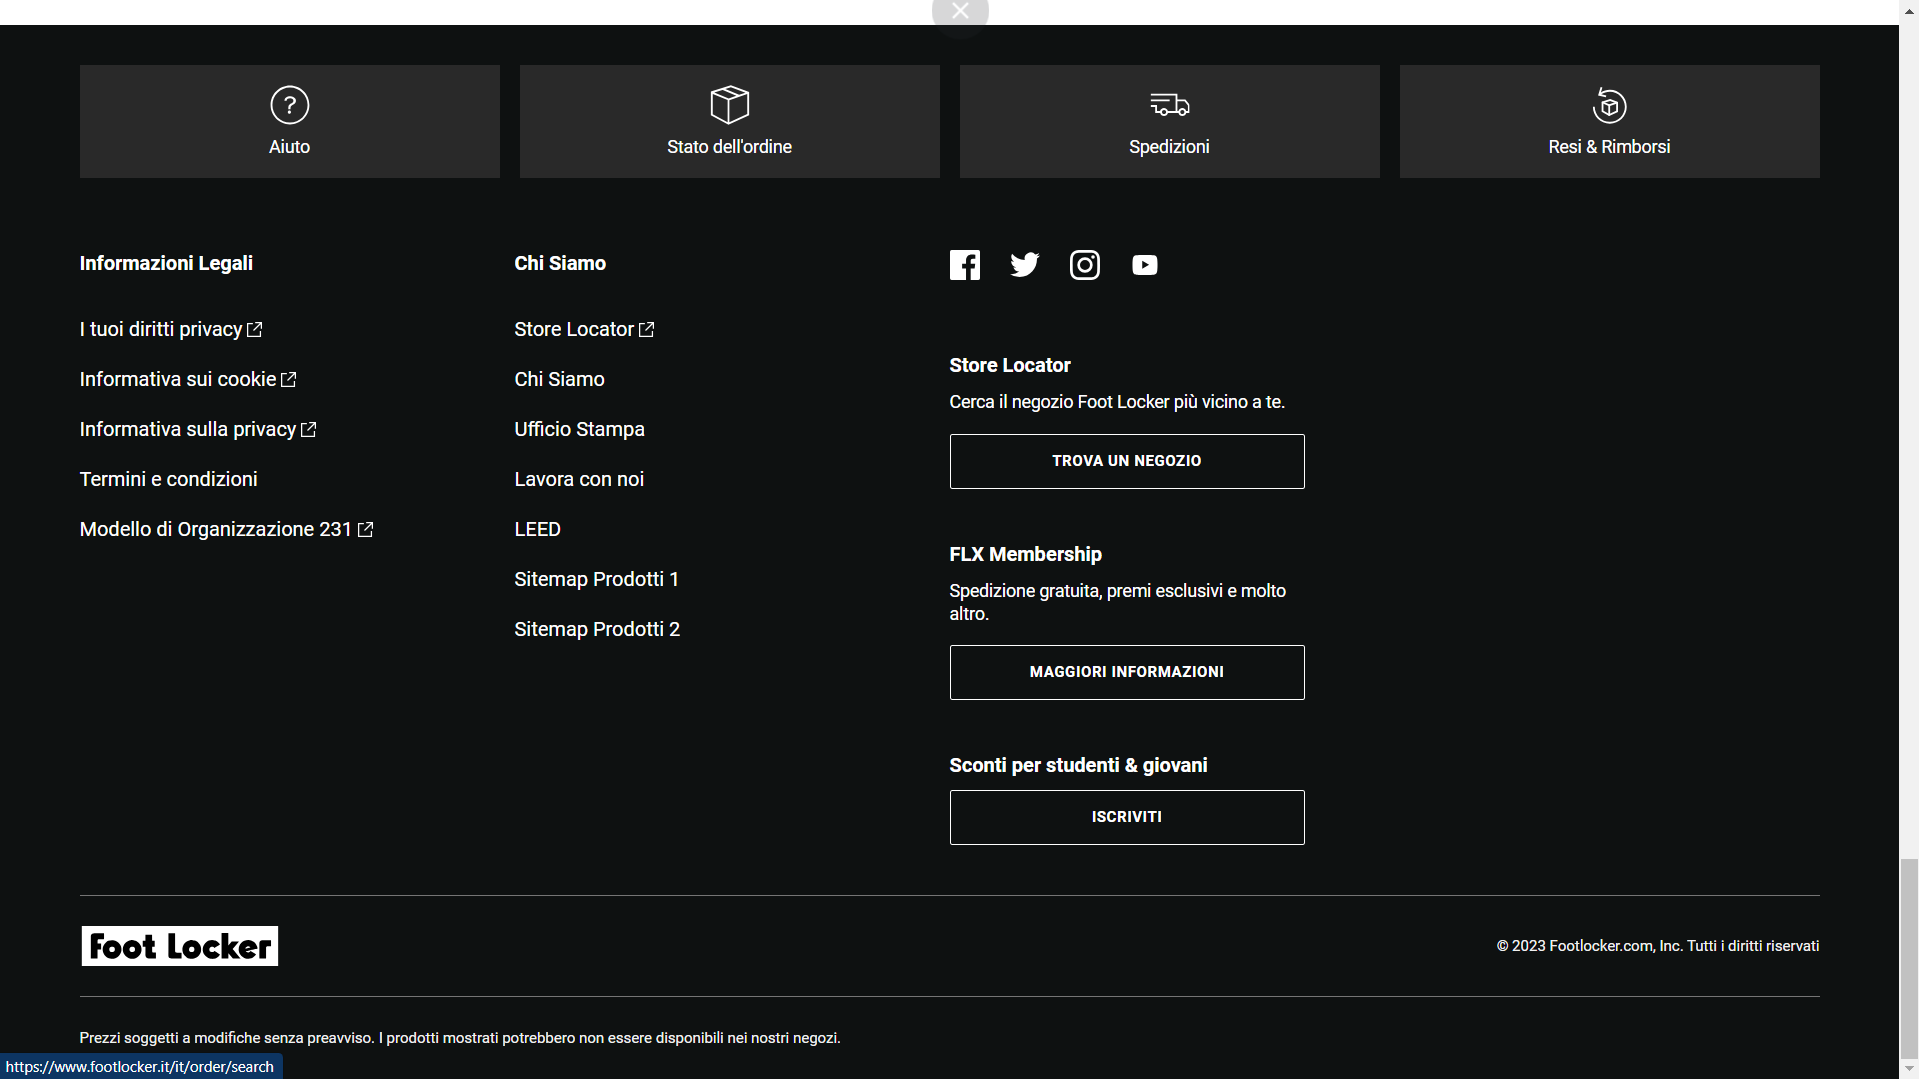 Aiuto
Stato dell'ordine
Spedizioni
Resi & Rimborsi
Informazioni Legali
I tuoi diritti privacy
Informativa sui cookie
Informativa sulla privacy
Termini e condizioni
Modello di Organizzazione 231
Chi Siamo
Store Locator
Chi Siamo
Ufficio Stampa
Lavora con noi
LEED
Sitemap Prodotti 1
Sitemap Prodotti 2
Store Locator
Cerca il negozio Foot Locker più vicino a te.
TROVA UN NEGOZIO
FLX Membership
Spedizione gratuita, premi esclusivi e molto
altro.
MAGGIORI INFORMAZIONI
Sconti per studenti & giovani
ISCRIVITI
Foot Locker
© 2023 Footlocker.com, Inc. Tutti i diritti riservati
Prezzi soggetti a modifiche senza preavviso. I prodotti mostrati potrebbero non essere disponibili nei nostri negozi.
https://www.footlocker.it/it/order/search